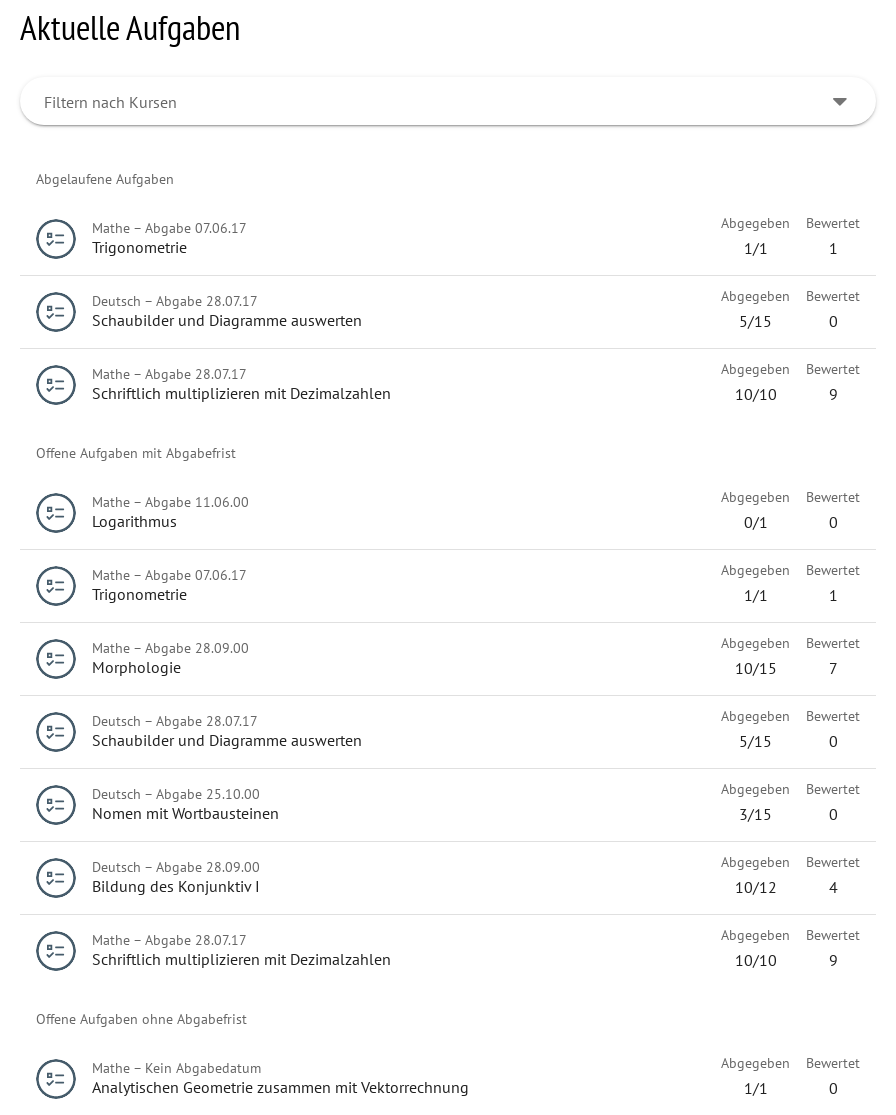 Aktuelle Aufgaben
Filtern nach Kursen
Abgelaufene Aufgaben
Mathe – Abgabe 07.06.17
Trigonometrie
Abgegeben Bewertet
1/1 1
Deutsch – Abgabe 28.07.17
Schaubilder und Diagramme auswerten
Abgegeben Bewertet
5/15 0
Mathe – Abgabe 28.07.17
Schriftlich multiplizieren mit Dezimalzahlen
Abgegeben Bewertet
10/10 9
Offene Aufgaben mit Abgabefrist
Mathe – Abgabe 11.06.00
Logarithmus
Abgegeben Bewertet
0/1 0
Mathe – Abgabe 07.06.17
Trigonometrie
Abgegeben Bewertet
1/1 1
Mathe – Abgabe 28.09.00
Morphologie
Abgegeben Bewertet
10/15 7
Deutsch – Abgabe 28.07.17
Schaubilder und Diagramme auswerten
Abgegeben Bewertet
5/15 0
Deutsch – Abgabe 25.10.00
Nomen mit Wortbausteinen
Abgegeben Bewertet
3/15 0
Deutsch – Abgabe 28.09.00
Bildung des Konjunktiv I
Abgegeben Bewertet
10/12 4
Mathe – Abgabe 28.07.17
Schriftlich multiplizieren mit Dezimalzahlen
Abgegeben Bewertet
10/10 9
Offene Aufgaben ohne Abgabefrist
Mathe – Kein Abgabedatum
Analytischen Geometrie zusammen mit Vektorrechnung
Abgegeben Bewertet
1/1 0